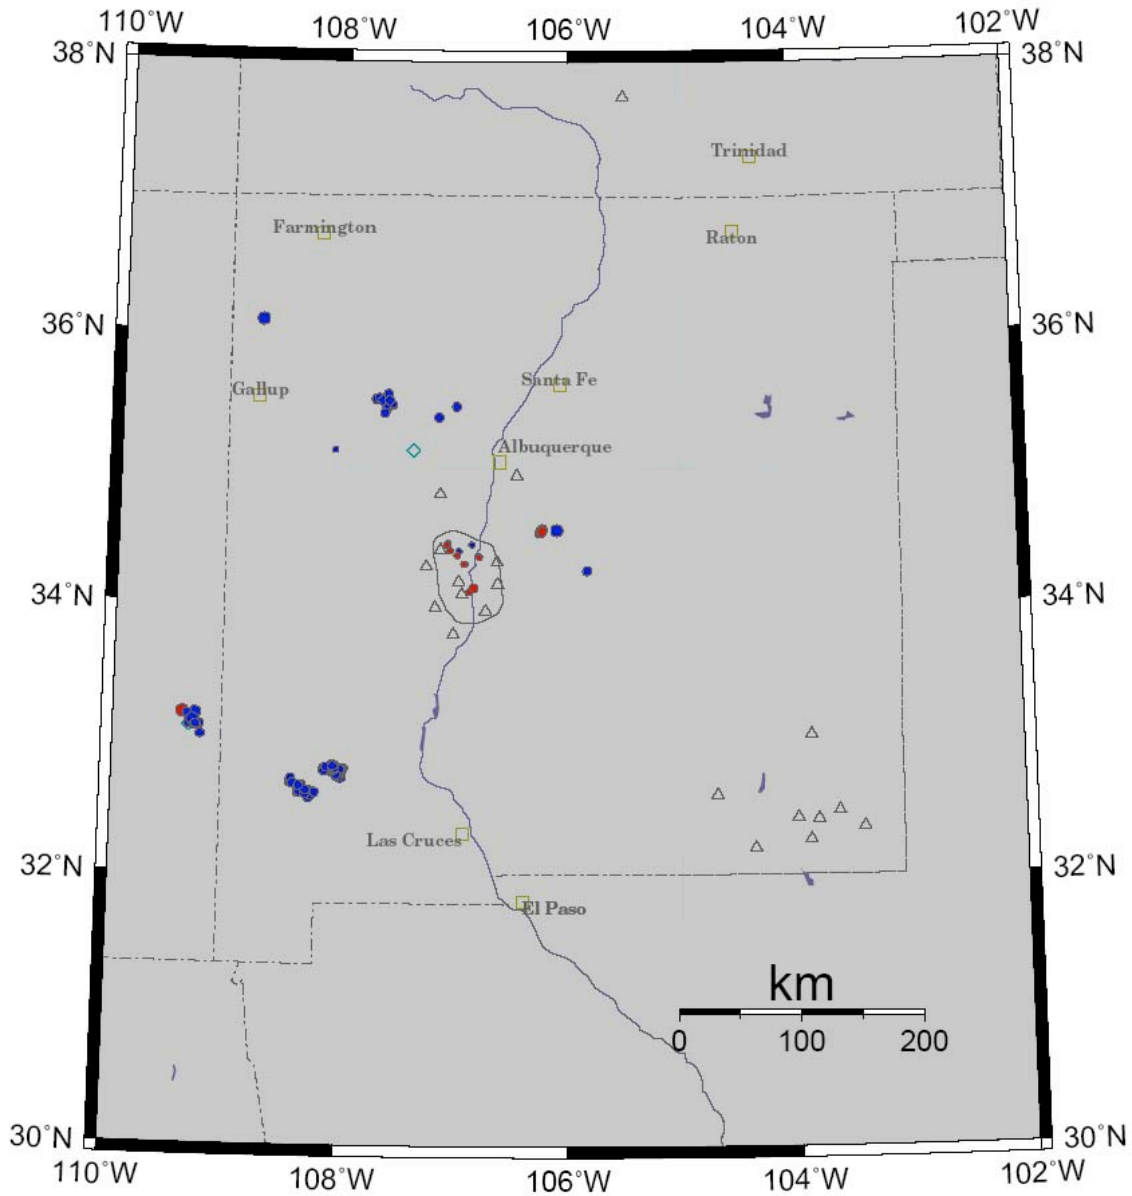 110˚W 108˚W 106˚W 104˚W 102˚W
38˚N 38˚N
Trinidad
Farmington
Raton
36˚N 36˚N
Santa Fe
Gallup
Albuquerque
34˚N 34˚N
Las Cruces
32˚N 32˚N
El Paso
km
0 100 200
30˚N 30˚N
110˚W 108˚W 106˚W 104˚W 102˚W